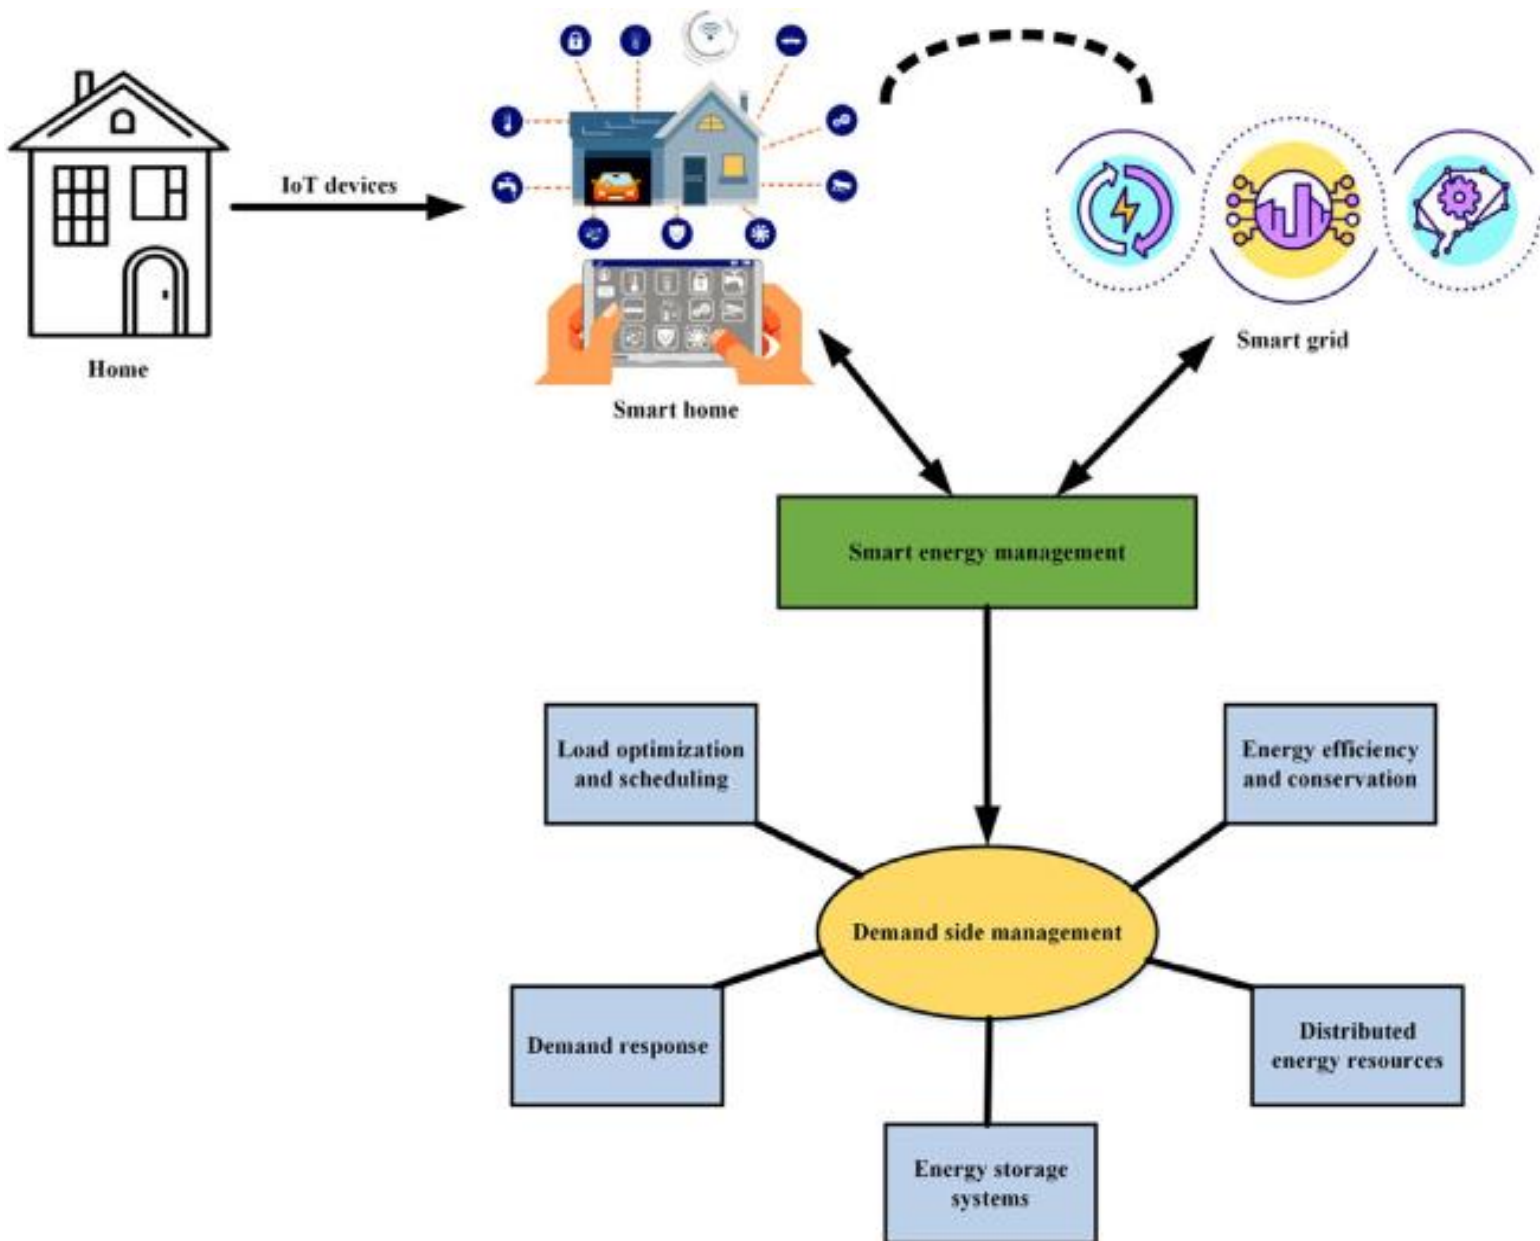 IoT devices
Home
Smart home
Smart grid
Smart energy management
Load optimization
and scheduling
Energy efficiency
and conservation
Demand side management
Demand response
Distributed
energy resources
Energy storage
systems